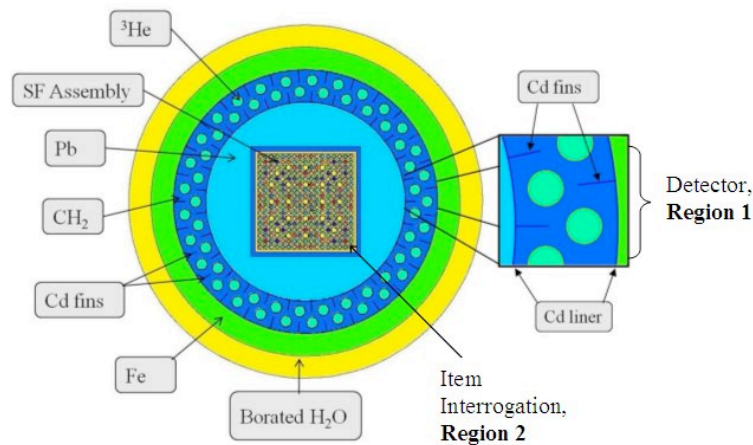 ³He
SF Assembly
Pb
CH₂
Cd fins
Fe
Borated H₂O
Item
Interrogation,
Region 2
Cd fins
Detector,
Region 1
Cd liner